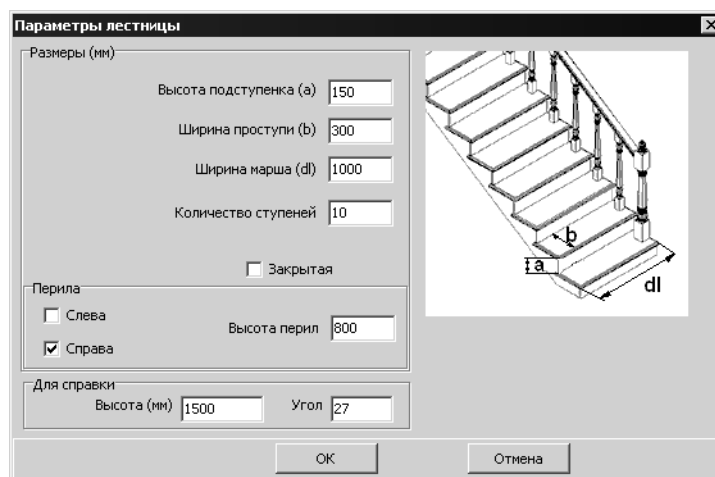 Параметры лестницы
Размеры (мм)
Высота подступенка (a) 150
Ширина проступи (b) 300
Ширина марша (dl) 1000
Количество ступеней 10
Закрытая
Перила
Слева
Справа
Высота перил 800
Для справки
Высота (мм) 1500 Угол 27
OK Отмена
b
a
dl